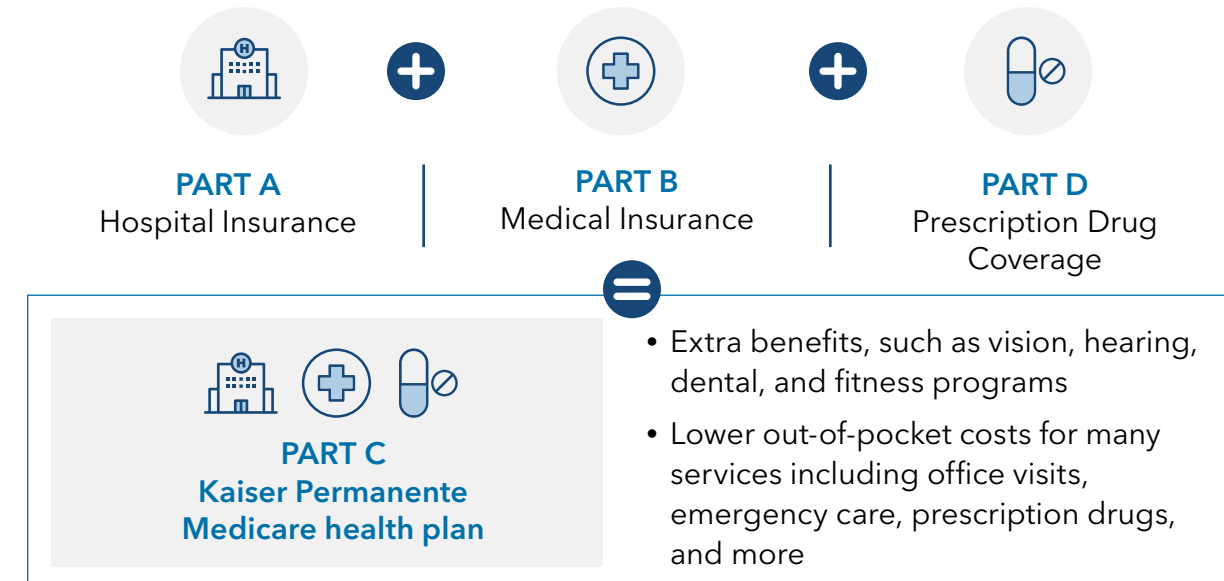 H
PART A
Hospital Insurance
PART B
Medical Insurance
PART D
Prescription Drug
Coverage
H
PART C
Kaiser Permanente
Medicare health plan
• Extra benefits, such as vision, hearing,
dental, and fitness programs
• Lower out-of-pocket costs for many
services including office visits,
emergency care, prescription drugs,
and more